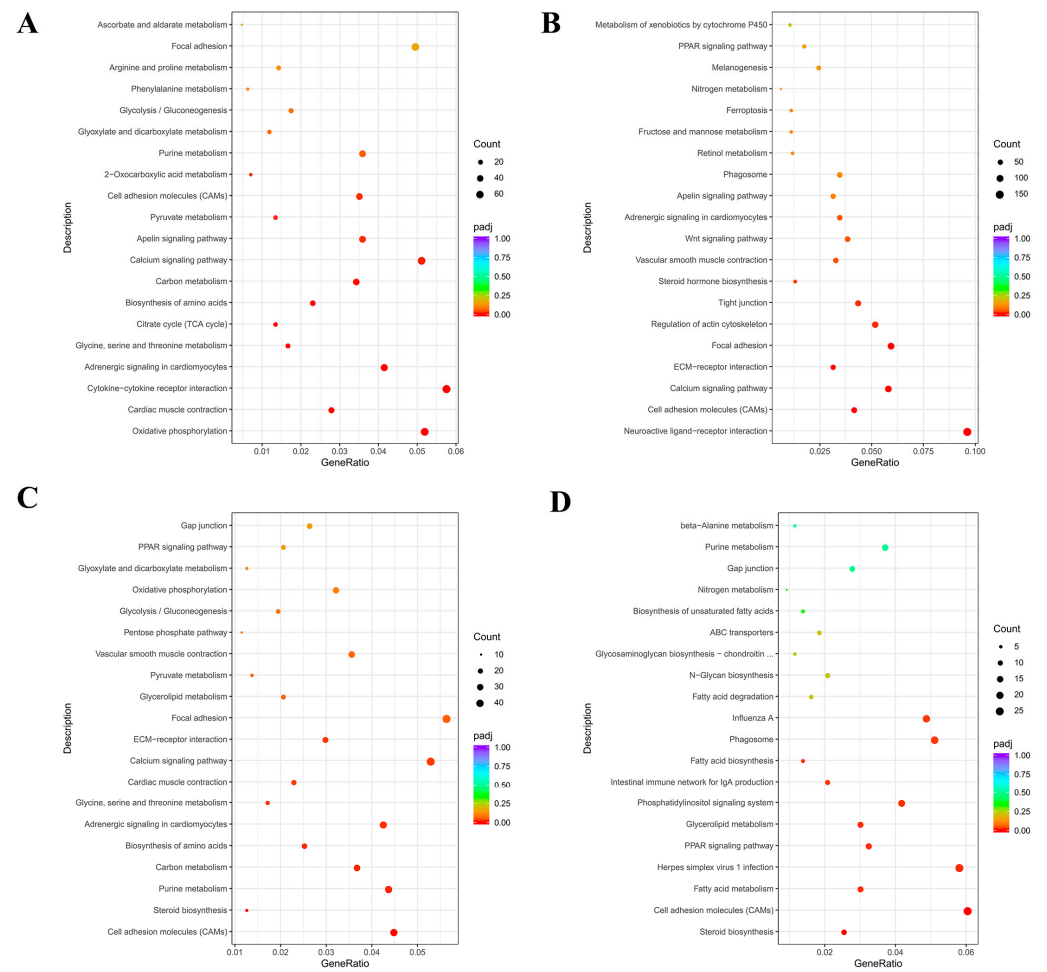 A
Ascorbate and aldarate metabolism
Focal adhesion
Arginine and proline metabolism
Phenylalanine metabolism
Glycolysis / Gluconeogenesis
Glyoxylate and dicarboxylate metabolism
Purine metabolism
2−Oxocarboxylic acid metabolism
Cell adhesion molecules (CAMs)
Pyruvate metabolism
Apelin signaling pathway
Calcium signaling pathway
Carbon metabolism
Biosynthesis of amino acids
Citrate cycle (TCA cycle)
Glycine, serine and threonine metabolism
Adrenergic signaling in cardiomyocytes
Cytokine−cytokine receptor interaction
Cardiac muscle contraction
Oxidative phosphorylation
Description
0.01 0.02 0.03 0.04 0.05 0.06
GeneRatio
Count
20
40
60
padj
1.00
0.75
0.50
0.25
0.00
B
Metabolism of xenobiotics by cytochrome P450
PPAR signaling pathway
Melanogenesis
Nitrogen metabolism
Ferroptosis
Fructose and mannose metabolism
Retinol metabolism
Phagosome
Apelin signaling pathway
Adrenergic signaling in cardiomyocytes
Wnt signaling pathway
Vascular smooth muscle contraction
Steroid hormone biosynthesis
Tight junction
Regulation of actin cytoskeleton
Focal adhesion
ECM−receptor interaction
Calcium signaling pathway
Cell adhesion molecules (CAMs)
Neuroactive ligand−receptor interaction
Description
0.025 0.050 0.075 0.100
GeneRatio
Count
50
100
150
padj
1.00
0.75
0.50
0.25
0.00
C
Gap junction
PPAR signaling pathway
Glyoxylate and dicarboxylate metabolism
Oxidative phosphorylation
Glycolysis / Gluconeogenesis
Pentose phosphate pathway
Vascular smooth muscle contraction
Pyruvate metabolism
Glycerolipid metabolism
Focal adhesion
ECM−receptor interaction
Calcium signaling pathway
Cardiac muscle contraction
Glycine, serine and threonine metabolism
Adrenergic signaling in cardiomyocytes
Biosynthesis of amino acids
Carbon metabolism
Purine metabolism
Steroid biosynthesis
Cell adhesion molecules (CAMs)
Description
0.01 0.02 0.03 0.04 0.05
GeneRatio
Count
10
20
30
40
padj
1.00
0.75
0.50
0.25
0.00
D
beta−Alanine metabolism
Purine metabolism
Gap junction
Nitrogen metabolism
Biosynthesis of unsaturated fatty acids
ABC transporters
Glycosaminoglycan biosynthesis − chondroitin ...
N−Glycan biosynthesis
Fatty acid degradation
Influenza A
Phagosome
Fatty acid biosynthesis
Intestinal immune network for IgA production
Phosphatidylinositol signaling system
Glycerolipid metabolism
PPAR signaling pathway
Herpes simplex virus 1 infection
Fatty acid metabolism
Cell adhesion molecules (CAMs)
Steroid biosynthesis
Description
0.02 0.04 0.06
GeneRatio
Count
5
10
15
20
25
padj
1.00
0.75
0.50
0.25
0.00